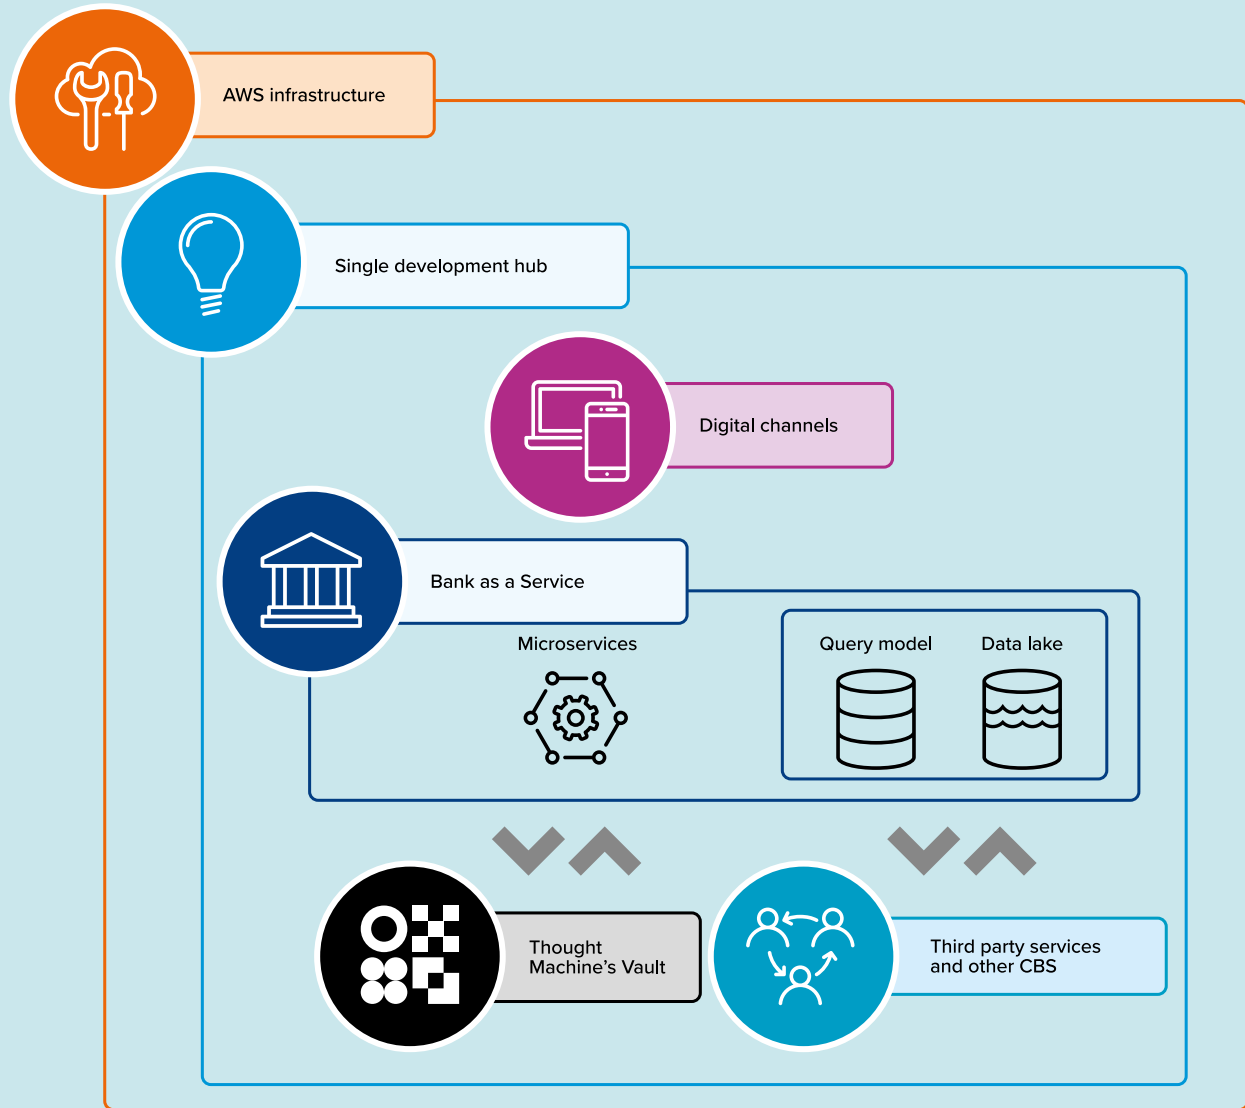 AWS infrastructure
Single development hub
Digital channels
Bank as a Service
Microservices
Query model
Data lake
Thought
Machine’s Vault
Third party services
and other CBS